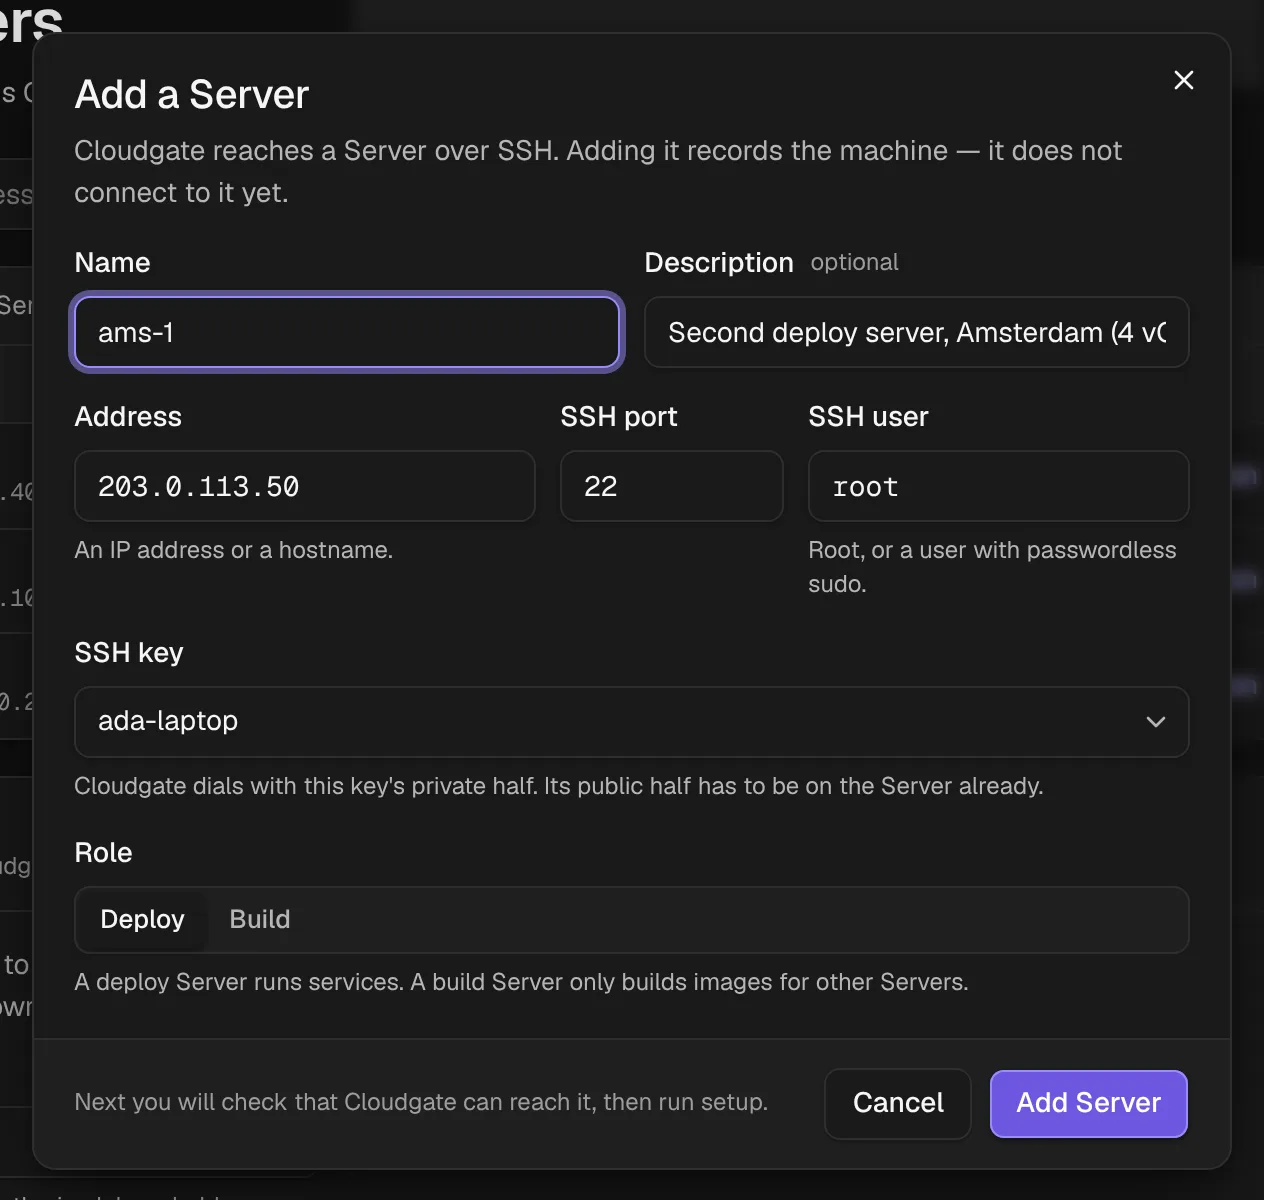 Add a Server
Cloudgate reaches a Server over SSH. Adding it records the machine — it does not
connect to it yet.
Name
Description optional
ams-1
Second deploy server, Amsterdam (4 v
Address
SSH port
SSH user
203.0.113.50
22
root
An IP address or a hostname.
Root, or a user with passwordless
sudo.
SSH key
ada-laptop
Cloudgate dials with this key's private half. Its public half has to be on the Server already.
Role
Deploy
Build
A deploy Server runs services. A build Server only builds images for other Servers.
Next you will check that Cloudgate can reach it, then run setup.
Cancel
Add Server